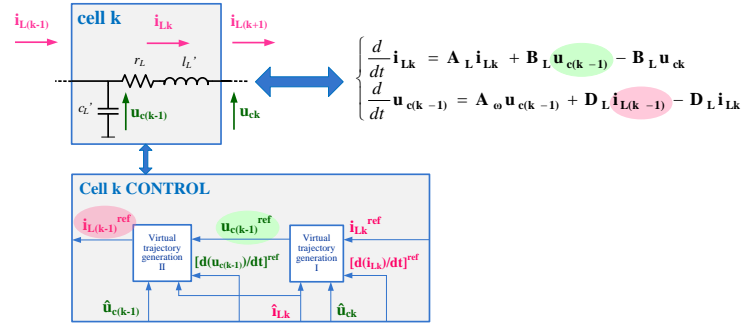 cell k
i_L(k-1)
i_Lk
i_L(k+1)
r_L
l_L'
c_L'
u_c(k-1)
u_ck
d/dt i_Lk = A_L i_Lk + B_L u_c(k-1) - B_L u_ck
d/dt u_c(k-1) = A_ω u_c(k-1) + D_L i_L(k-1) - D_L i_Lk
Cell k CONTROL
i_L(k-1)^ref
u_c(k-1)^ref
i_Lk^ref
Virtual
trajectory
generation
II
[d(u_c(k-1))/dt]^ref
Virtual
trajectory
generation
I
[d(i_Lk)/dt]^ref
û_c(k-1)
î_Lk
û_ck